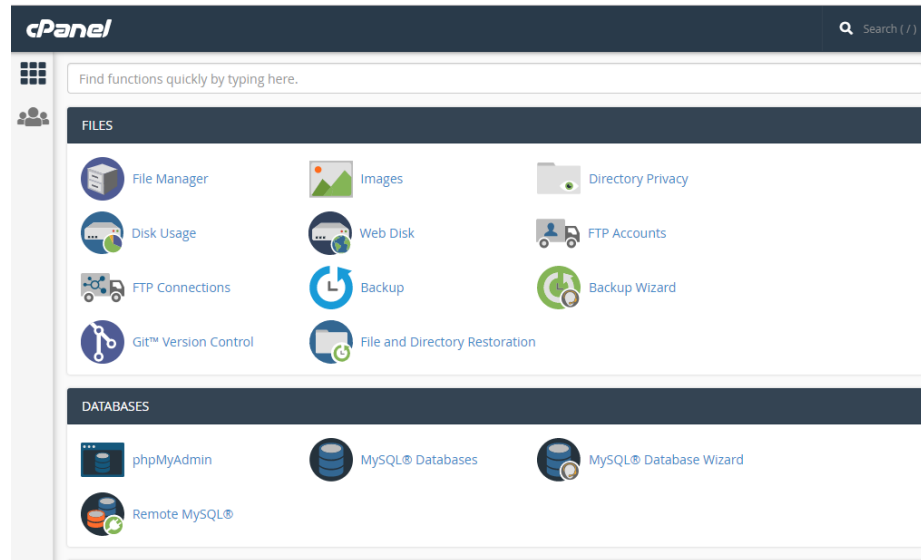 cPanel
Search ( / )
Find functions quickly by typing here.
FILES
File Manager
Images
Directory Privacy
Disk Usage
Web Disk
FTP Accounts
FTP Connections
Backup
Backup Wizard
Git™ Version Control
File and Directory Restoration
DATABASES
phpMyAdmin
MySQL® Databases
MySQL® Database Wizard
Remote MySQL®